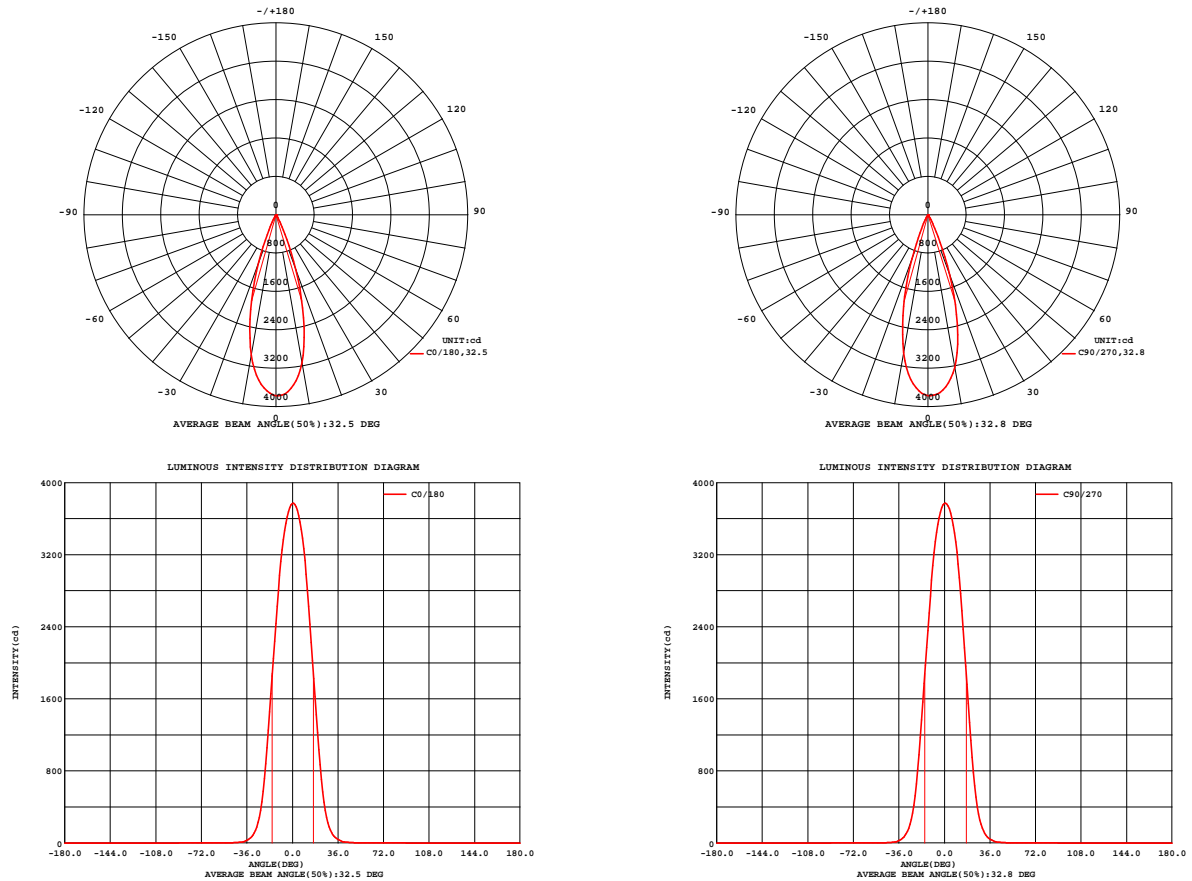 -/+180
-150 150
-120 120
-90 0 90
800
1600
-60 2400 60
UNIT:cd
3200 C0/180,32.5
-30 30
4000
0
AVERAGE BEAM ANGLE(50%):32.5 DEG
-/+180
-150 150
-120 120
-90 0 90
800
1600
-60 2400 60
UNIT:cd
3200 C90/270,32.8
-30 30
4000
0
AVERAGE BEAM ANGLE(50%):32.8 DEG
LUMINOUS INTENSITY DISTRIBUTION DIAGRAM
4000
C0/180
3200
2400
INTENSITY(cd)
1600
800
0
-180.0 -144.0 -108.0 -72.0 -36.0 0.0 36.0 72.0 108.0 144.0 180.0
ANGLE(DEG)
AVERAGE BEAM ANGLE(50%):32.5 DEG
LUMINOUS INTENSITY DISTRIBUTION DIAGRAM
4000
C90/270
3200
2400
INTENSITY(cd)
1600
800
0
-180.0 -144.0 -108.0 -72.0 -36.0 0.0 36.0 72.0 108.0 144.0 180.0
ANGLE(DEG)
AVERAGE BEAM ANGLE(50%):32.8 DEG